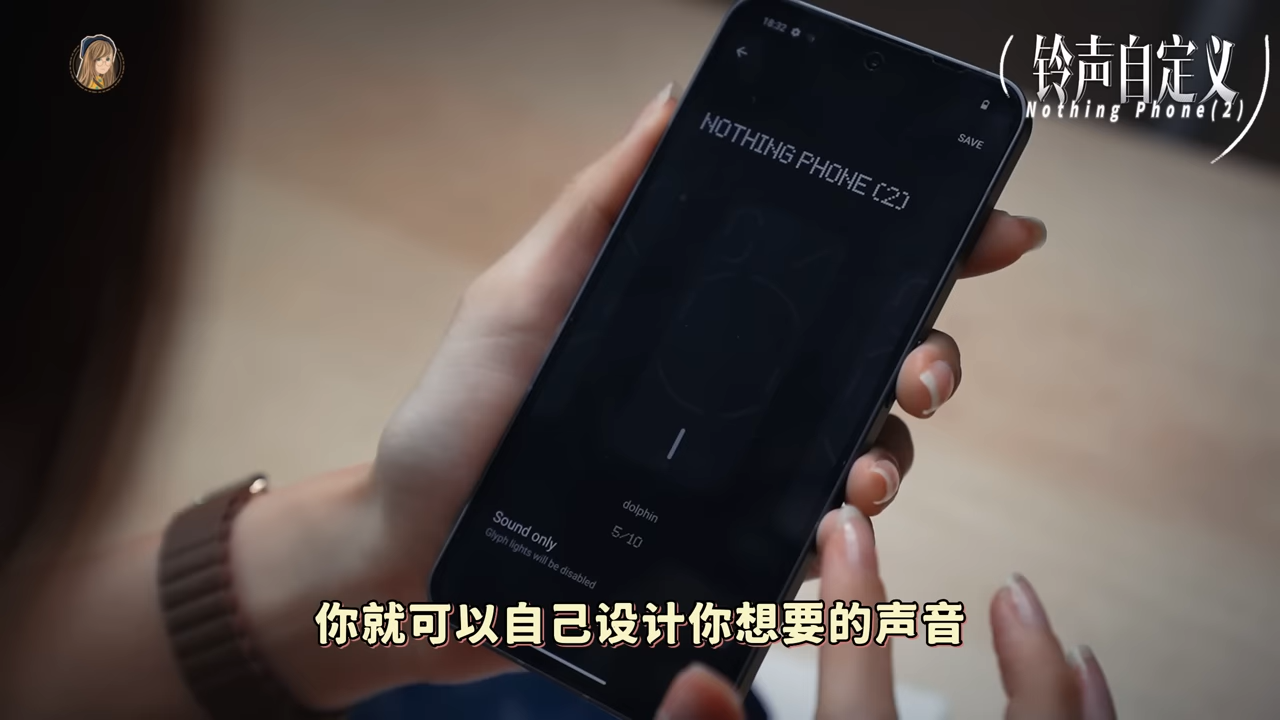 铃声自定义
Nothing Phone(2)
18:32
SAVE
NOTHING PHONE (2)
dolphin
5/10
Sound only
Glyph lights will be disabled
你就可以自己设计你想要的声音